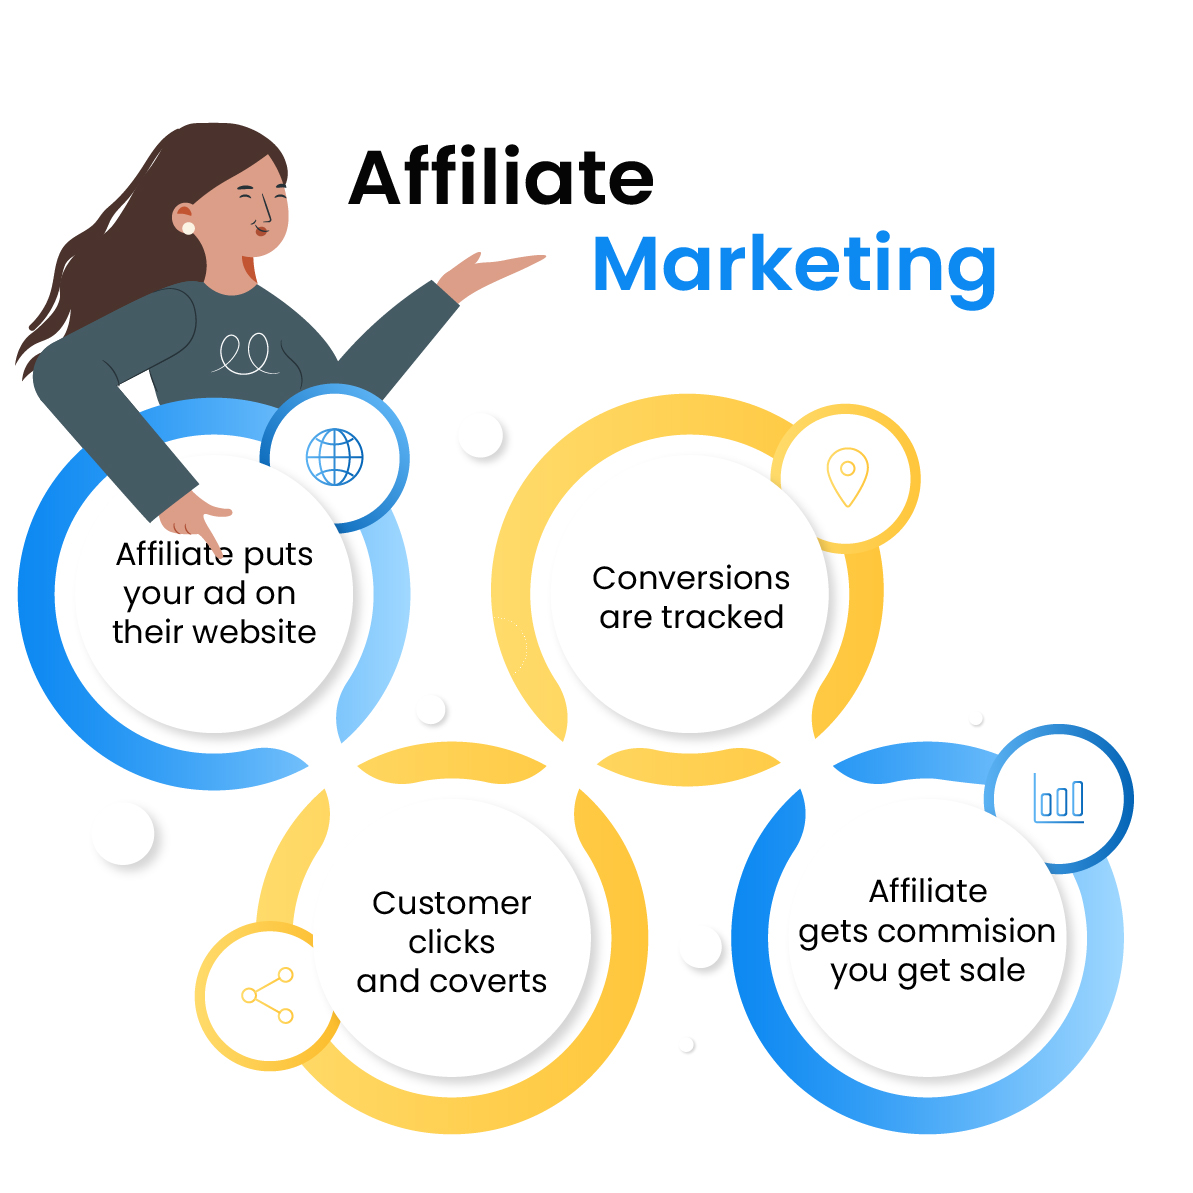 Affiliate
Marketing
Affiliate puts
your ad on
their website
Customer
clicks
and coverts
Conversions
are tracked
Affiliate
gets commision
you get sale